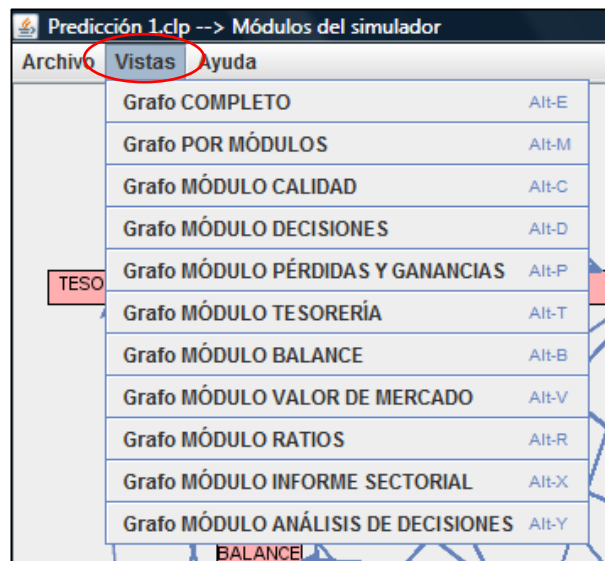 Predicción 1.clp --> Módulos del simulador
Archivo Vistas Ayuda
Grafo COMPLETO Alt-E
Grafo POR MÓDULOS Alt-M
Grafo MÓDULO CALIDAD Alt-C
Grafo MÓDULO DECISIONES Alt-D
Grafo MÓDULO PÉRDIDAS Y GANANCIAS Alt-P
TESO
Grafo MÓDULO TESORERÍA Alt-T
Grafo MÓDULO BALANCE Alt-B
Grafo MÓDULO VALOR DE MERCADO Alt-V
Grafo MÓDULO RATIOS Alt-R
Grafo MÓDULO INFORME SECTORIAL Alt-X
Grafo MÓDULO ANÁLISIS DE DECISIONES Alt-Y
BALANCE